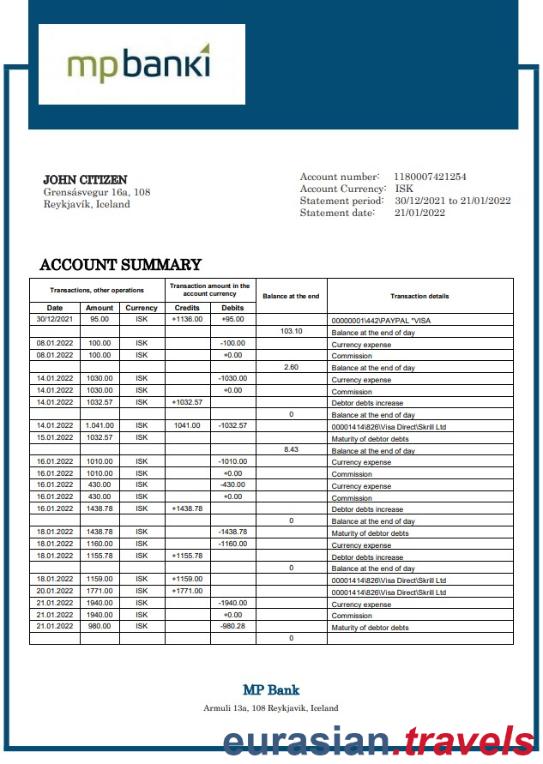 mp banki
JOHN CITIZEN
Grensásvegur 16a, 108
Reykjavík, Iceland
Account number: 1180007421254
Account Currency: ISK
Statement period: 30/12/2021 to 21/01/2022
Statement date: 21/01/2022
ACCOUNT SUMMARY
Transactions, other operations Transaction amount in the account currency Balance at the end Transaction details
Date Amount Currency Credits Debits
30/12/2021 95.00 ISK +1136.00 +95.00 00000001\442\PAYPAL *VISA
103.10 Balance at the end of day
08.01.2022 100.00 ISK -100.00 Currency expense
08.01.2022 100.00 ISK +0.00 Commission
2.60 Balance at the end of day
14.01.2022 1030.00 ISK -1030.00 Currency expense
14.01.2022 1030.00 ISK +0.00 Commission
14.01.2022 1032.57 ISK +1032.57 Debtor debts increase
0 Balance at the end of day
14.01.2022 1.041.00 ISK 1041.00 -1032.57 00001414\826\Visa Direct\Skrill Ltd
15.01.2022 1032.57 ISK Maturity of debtor debts
8.43 Balance at the end of day
16.01.2022 1010.00 ISK -1010.00 Currency expense
16.01.2022 1010.00 ISK +0.00 Commission
16.01.2022 430.00 ISK -430.00 Currency expense
16.01.2022 430.00 ISK +0.00 Commission
16.01.2022 1438.78 ISK +1438.78 Debtor debts increase
0 Balance at the end of day
18.01.2022 1438.78 ISK -1438.78 Maturity of debtor debts
18.01.2022 1160.00 ISK -1160.00 Currency expense
18.01.2022 1155.78 ISK +1155.78 Debtor debts increase
0 Balance at the end of day
18.01.2022 1159.00 ISK +1159.00 00001414\826\Visa Direct\Skrill Ltd
20.01.2022 1771.00 ISK +1771.00 00001414\826\Visa Direct\Skrill Ltd
21.01.2022 1940.00 ISK -1940.00 Currency expense
21.01.2022 1940.00 ISK +0.00 Commission
21.01.2022 980.00 ISK -980.28 Maturity of debtor debts
0
MP Bank
Armuli 13a, 108 Reykjavik, Iceland
eurasian.travels